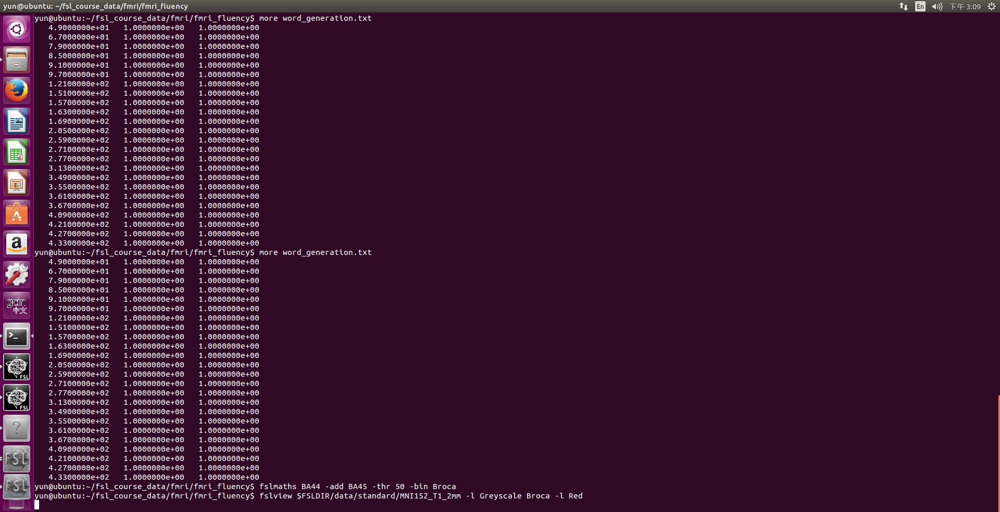 yun@ubuntu: ~/fsl_course_data/fmri/fmri_fluency
En
下午 3:09
yun@ubuntu:~/fsl_course_data/fmri/fmri_fluency$ more word_generation.txt
4.9000000e+01 1.0000000e+00 1.0000000e+00
6.7000000e+01 1.0000000e+00 1.0000000e+00
7.9000000e+01 1.0000000e+00 1.0000000e+00
8.5000000e+01 1.0000000e+00 1.0000000e+00
9.1000000e+01 1.0000000e+00 1.0000000e+00
9.7000000e+01 1.0000000e+00 1.0000000e+00
1.2100000e+02 1.0000000e+00 1.0000000e+00
1.5100000e+02 1.0000000e+00 1.0000000e+00
1.5700000e+02 1.0000000e+00 1.0000000e+00
1.6300000e+02 1.0000000e+00 1.0000000e+00
1.6900000e+02 1.0000000e+00 1.0000000e+00
2.0500000e+02 1.0000000e+00 1.0000000e+00
2.5900000e+02 1.0000000e+00 1.0000000e+00
2.7100000e+02 1.0000000e+00 1.0000000e+00
2.7700000e+02 1.0000000e+00 1.0000000e+00
3.1300000e+02 1.0000000e+00 1.0000000e+00
3.4900000e+02 1.0000000e+00 1.0000000e+00
3.5500000e+02 1.0000000e+00 1.0000000e+00
3.6100000e+02 1.0000000e+00 1.0000000e+00
3.6700000e+02 1.0000000e+00 1.0000000e+00
4.0900000e+02 1.0000000e+00 1.0000000e+00
4.2100000e+02 1.0000000e+00 1.0000000e+00
4.2700000e+02 1.0000000e+00 1.0000000e+00
4.3300000e+02 1.0000000e+00 1.0000000e+00
yun@ubuntu:~/fsl_course_data/fmri/fmri_fluency$ more word_generation.txt
4.9000000e+01 1.0000000e+00 1.0000000e+00
6.7000000e+01 1.0000000e+00 1.0000000e+00
7.9000000e+01 1.0000000e+00 1.0000000e+00
8.5000000e+01 1.0000000e+00 1.0000000e+00
9.1000000e+01 1.0000000e+00 1.0000000e+00
9.7000000e+01 1.0000000e+00 1.0000000e+00
1.2100000e+02 1.0000000e+00 1.0000000e+00
1.5100000e+02 1.0000000e+00 1.0000000e+00
1.5700000e+02 1.0000000e+00 1.0000000e+00
1.6300000e+02 1.0000000e+00 1.0000000e+00
1.6900000e+02 1.0000000e+00 1.0000000e+00
2.0500000e+02 1.0000000e+00 1.0000000e+00
2.5900000e+02 1.0000000e+00 1.0000000e+00
2.7100000e+02 1.0000000e+00 1.0000000e+00
2.7700000e+02 1.0000000e+00 1.0000000e+00
3.1300000e+02 1.0000000e+00 1.0000000e+00
3.4900000e+02 1.0000000e+00 1.0000000e+00
3.5500000e+02 1.0000000e+00 1.0000000e+00
3.6100000e+02 1.0000000e+00 1.0000000e+00
3.6700000e+02 1.0000000e+00 1.0000000e+00
4.0900000e+02 1.0000000e+00 1.0000000e+00
4.2100000e+02 1.0000000e+00 1.0000000e+00
4.2700000e+02 1.0000000e+00 1.0000000e+00
4.3300000e+02 1.0000000e+00 1.0000000e+00
yun@ubuntu:~/fsl_course_data/fmri/fmri_fluency$ fslmaths BA44 -add BA45 -thr 50 -bin Broca
yun@ubuntu:~/fsl_course_data/fmri/fmri_fluency$ fslview $FSLDIR/data/standard/MNI152_T1_2mm -l Greyscale Broca -l Red
A
a
gcin
中文
>_
FSL
FSL
?
FSL
FSL